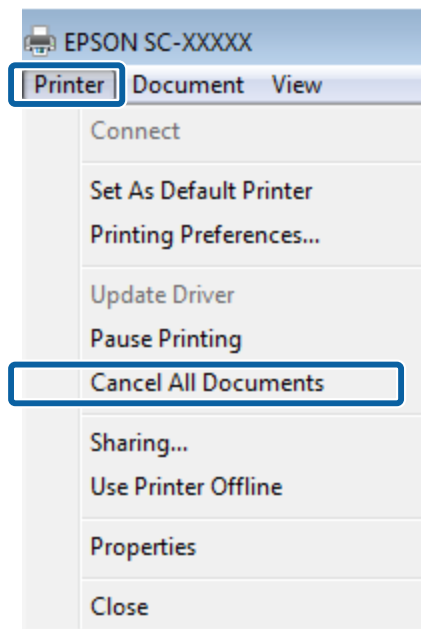 EPSON SC-XXXXX
Printer Document View
Connect
Set As Default Printer
Printing Preferences...
Update Driver
Pause Printing
Cancel All Documents
Sharing...
Use Printer Offline
Properties
Close